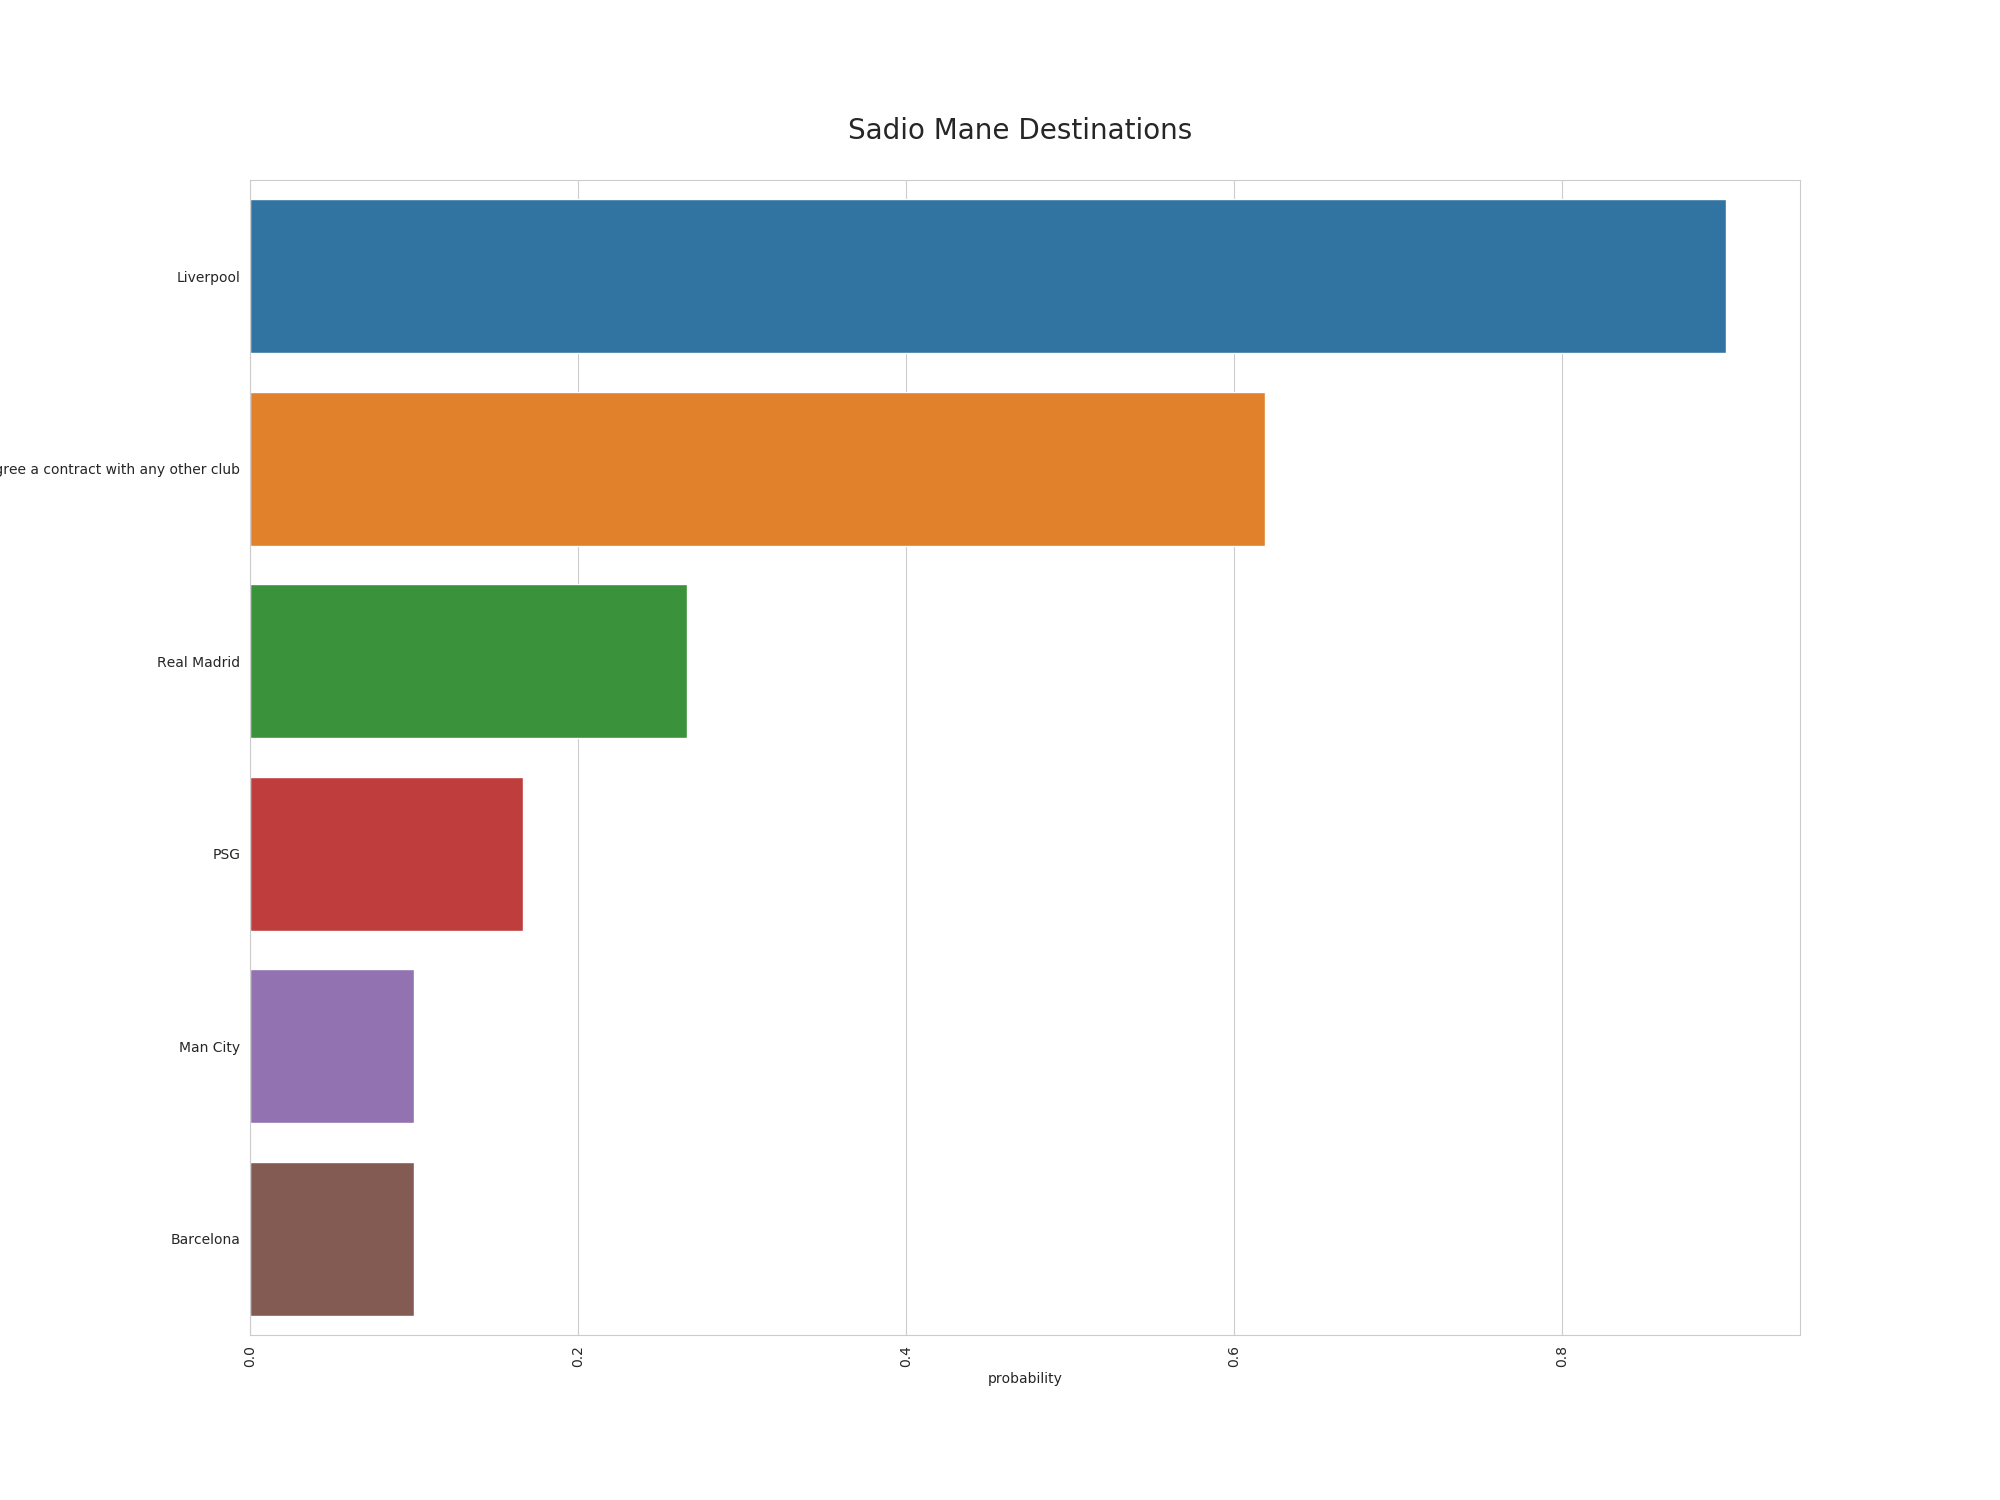 Sadio Mane Destinations
Liverpool
a contract with any other club
Real Madrid
PSG
Man City
Barcelona
0.0 0.2 0.4 0.6 0.8
probability